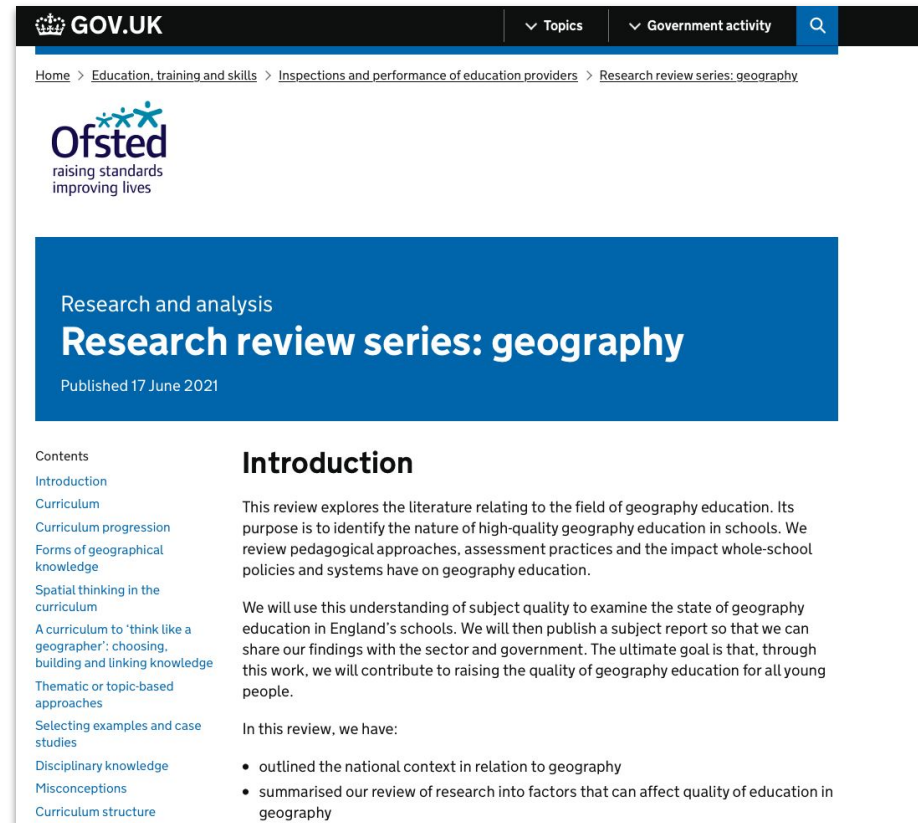 GOV.UK
Topics
Government activity
Home > Education, training and skills > Inspections and performance of education providers > Research review series: geography
Ofsted
raising standards
improving lives
Research and analysis
Research review series: geography
Published 17 June 2021
Contents
Introduction
Curriculum
Curriculum progression
Forms of geographical
knowledge
Spatial thinking in the
curriculum
A curriculum to ‘think like a
geographer’: choosing,
building and linking knowledge
Thematic or topic-based
approaches
Selecting examples and case
studies
Disciplinary knowledge
Misconceptions
Curriculum structure
Introduction
This review explores the literature relating to the field of geography education. Its
purpose is to identify the nature of high-quality geography education in schools. We
review pedagogical approaches, assessment practices and the impact whole-school
policies and systems have on geography education.
We will use this understanding of subject quality to examine the state of geography
education in England’s schools. We will then publish a subject report so that we can
share our findings with the sector and government. The ultimate goal is that, through
this work, we will contribute to raising the quality of geography education for all young
people.
In this review, we have:
• outlined the national context in relation to geography
• summarised our review of research into factors that can affect quality of education in
geography